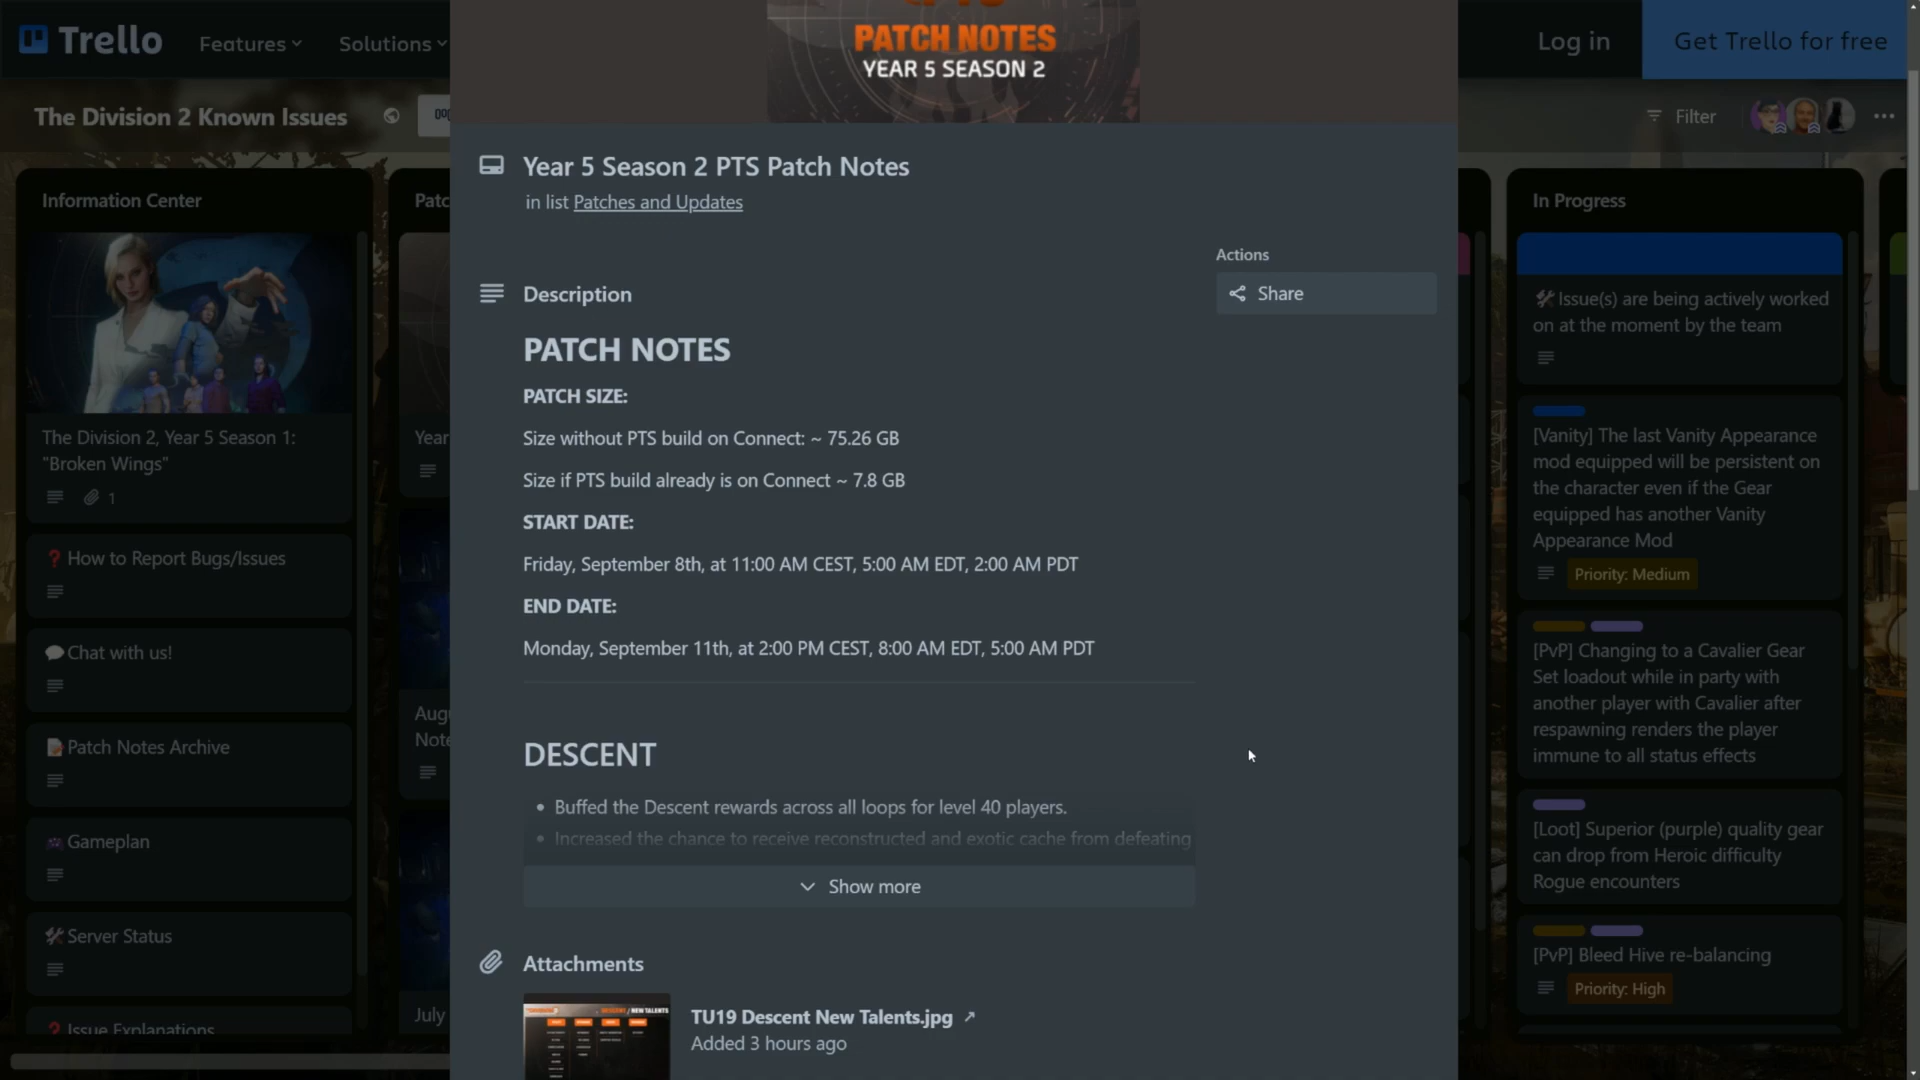 Trello
Features
Solutions
Log in
Get Trello for free
The Division 2 Known Issues
Filter
PATCH NOTES
YEAR 5 SEASON 2
Information Center
The Division 2, Year 5 Season 1:
"Broken Wings"
1
How to Report Bugs/Issues
Chat with us!
Patch Notes Archive
Gameplan
Server Status
Issue Explanations
Patc
Year
Aug
Note
July
Year 5 Season 2 PTS Patch Notes
in list Patches and Updates
Actions
Share
Description
PATCH NOTES
PATCH SIZE:
Size without PTS build on Connect: ~ 75.26 GB
Size if PTS build already is on Connect ~ 7.8 GB
START DATE:
Friday, September 8th, at 11:00 AM CEST, 5:00 AM EDT, 2:00 AM PDT
END DATE:
Monday, September 11th, at 2:00 PM CEST, 8:00 AM EDT, 5:00 AM PDT
DESCENT
• Buffed the Descent rewards across all loops for level 40 players.
• Increased the chance to receive reconstructed and exotic cache from defeating
Show more
Attachments
TU19 Descent New Talents.jpg
Added 3 hours ago
In Progress
Issue(s) are being actively worked
on at the moment by the team
[Vanity] The last Vanity Appearance
mod equipped will be persistent on
the character even if the Gear
equipped has another Vanity
Appearance Mod
Priority: Medium
[PvP] Changing to a Cavalier Gear
Set loadout while in party with
another player with Cavalier after
respawning renders the player
immune to all status effects
[Loot] Superior (purple) quality gear
can drop from Heroic difficulty
Rogue encounters
[PvP] Bleed Hive re-balancing
Priority: High